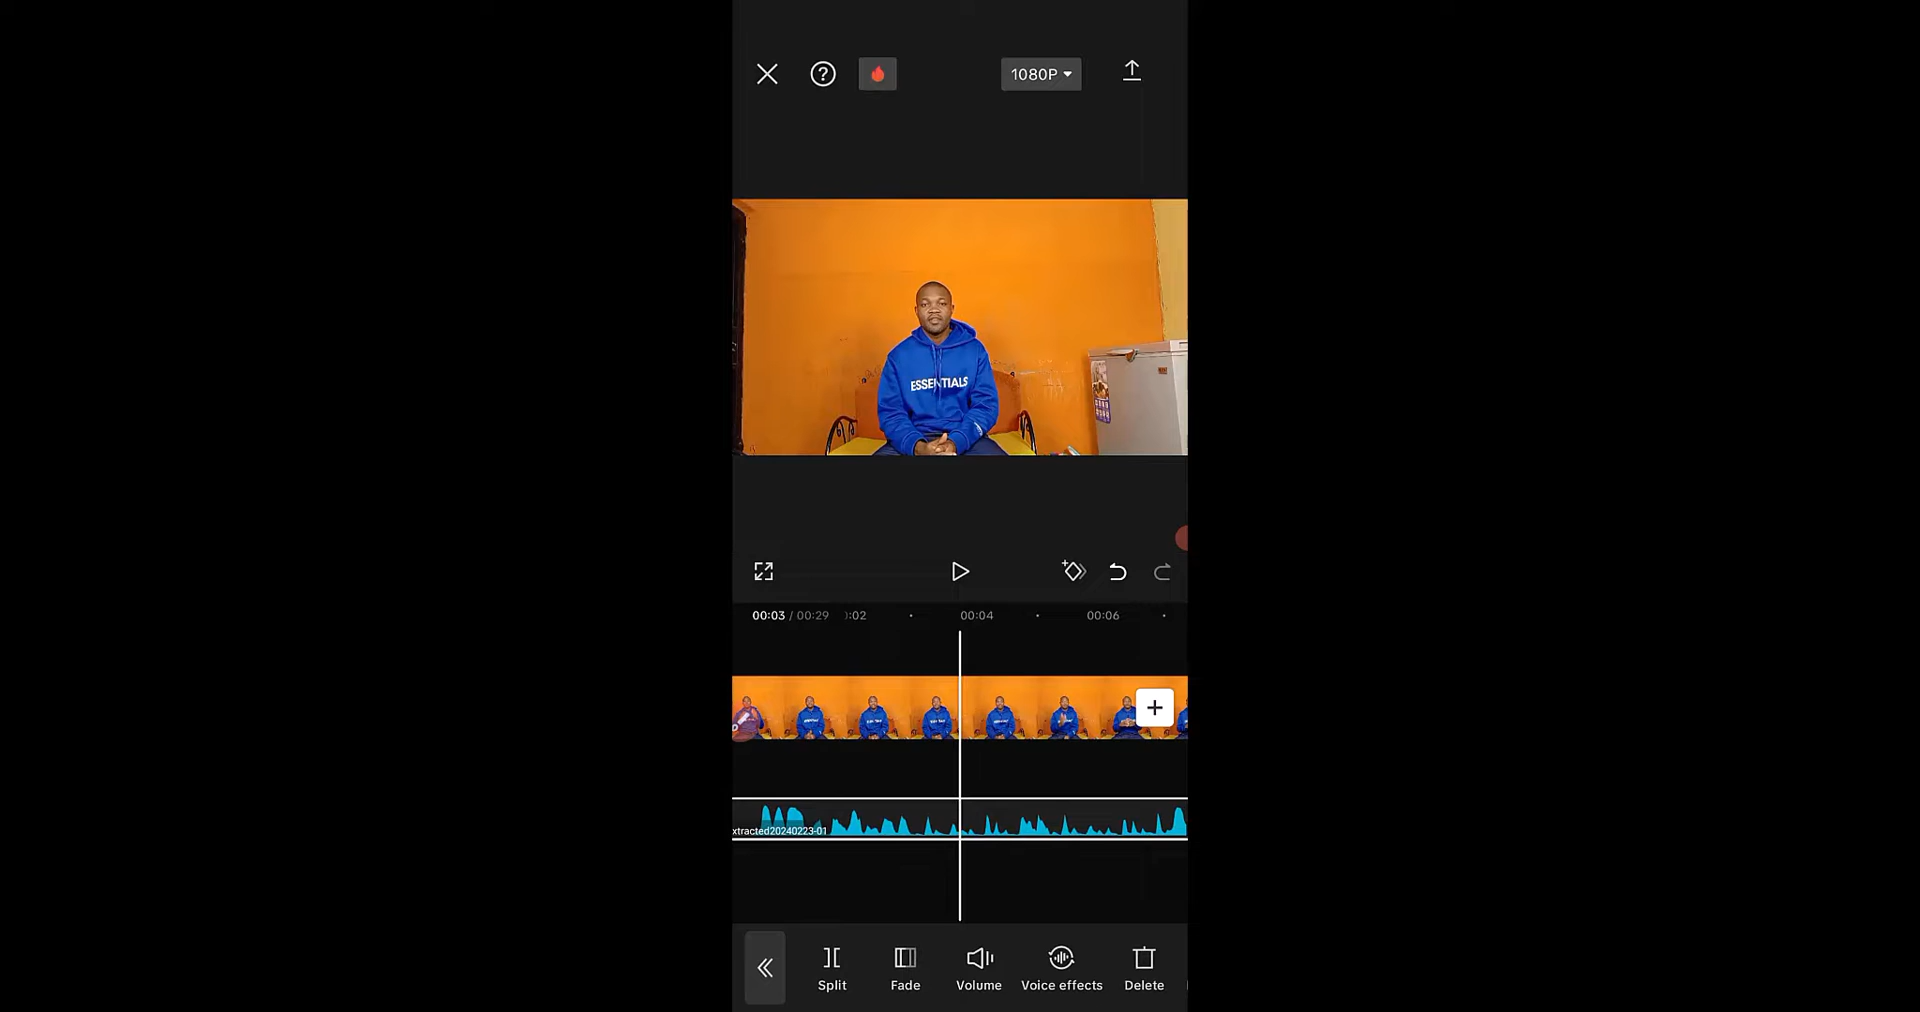 1080P
ESSENTIALS
00:03 / 00:29 :02 00:04 00:06
xtracted20240223-01
Split Fade Volume Voice effects Delete